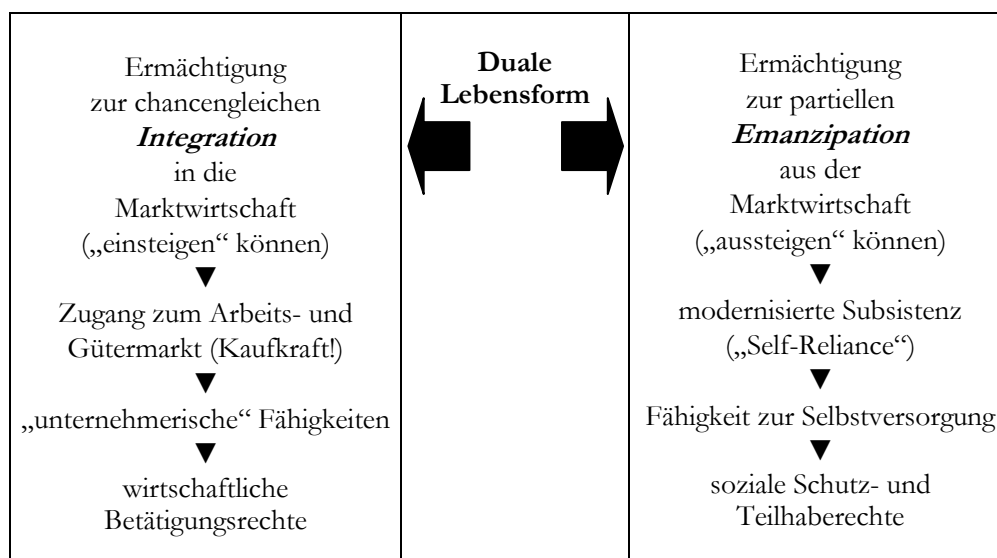 Ermächtigung
zur chancengleichen
Integration
in die
Marktwirtschaft
(„einsteigen“ können)
▼
Zugang zum Arbeits- und
Gütermarkt (Kaufkraft!)
▼
„unternehmerische“ Fähigkeiten
▼
wirtschaftliche
Betätigungsrechte
Duale
Lebensform
Ermächtigung
zur partiellen
Emanzipation
aus der
Marktwirtschaft
(„aussteigen“ können)
▼
modernisierte Subsistenz
(„Self-Reliance“)
▼
Fähigkeit zur Selbstversorgung
▼
soziale Schutz- und
Teilhaberechte